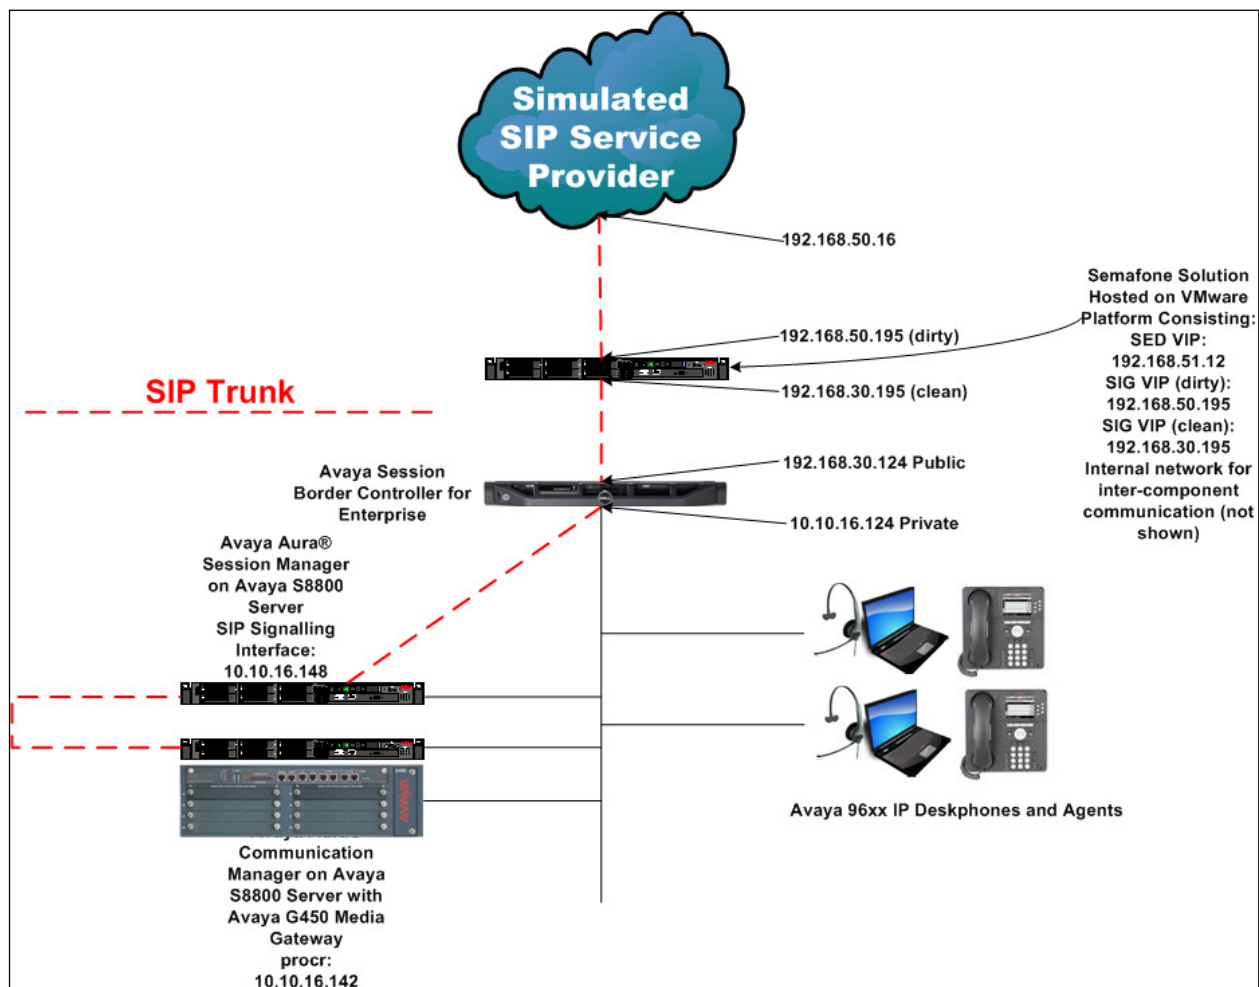 Simulated
SIP Service
Provider
192.168.50.16
Semafone Solution
Hosted on VMware
Platform Consisting:
SED VIP:
192.168.51.12
SIG VIP (dirty):
192.168.50.195
SIG VIP (clean):
192.168.30.195
Internal network for
inter-component
communication (not
shown)
192.168.50.195 (dirty)
192.168.30.195 (clean)
SIP Trunk
192.168.30.124 Public
Avaya Session
Border Controller for
Enterprise
10.10.16.124 Private
Avaya Aura®
Session Manager
on Avaya S8800
Server
SIP Signalling
Interface:
10.10.16.148
AVAYA
Avaya 96xx IP Deskphones and Agents
Communication
Manager on Avaya
S8800 Server with
Avaya G450 Media
Gateway
procr:
10.10.16.142